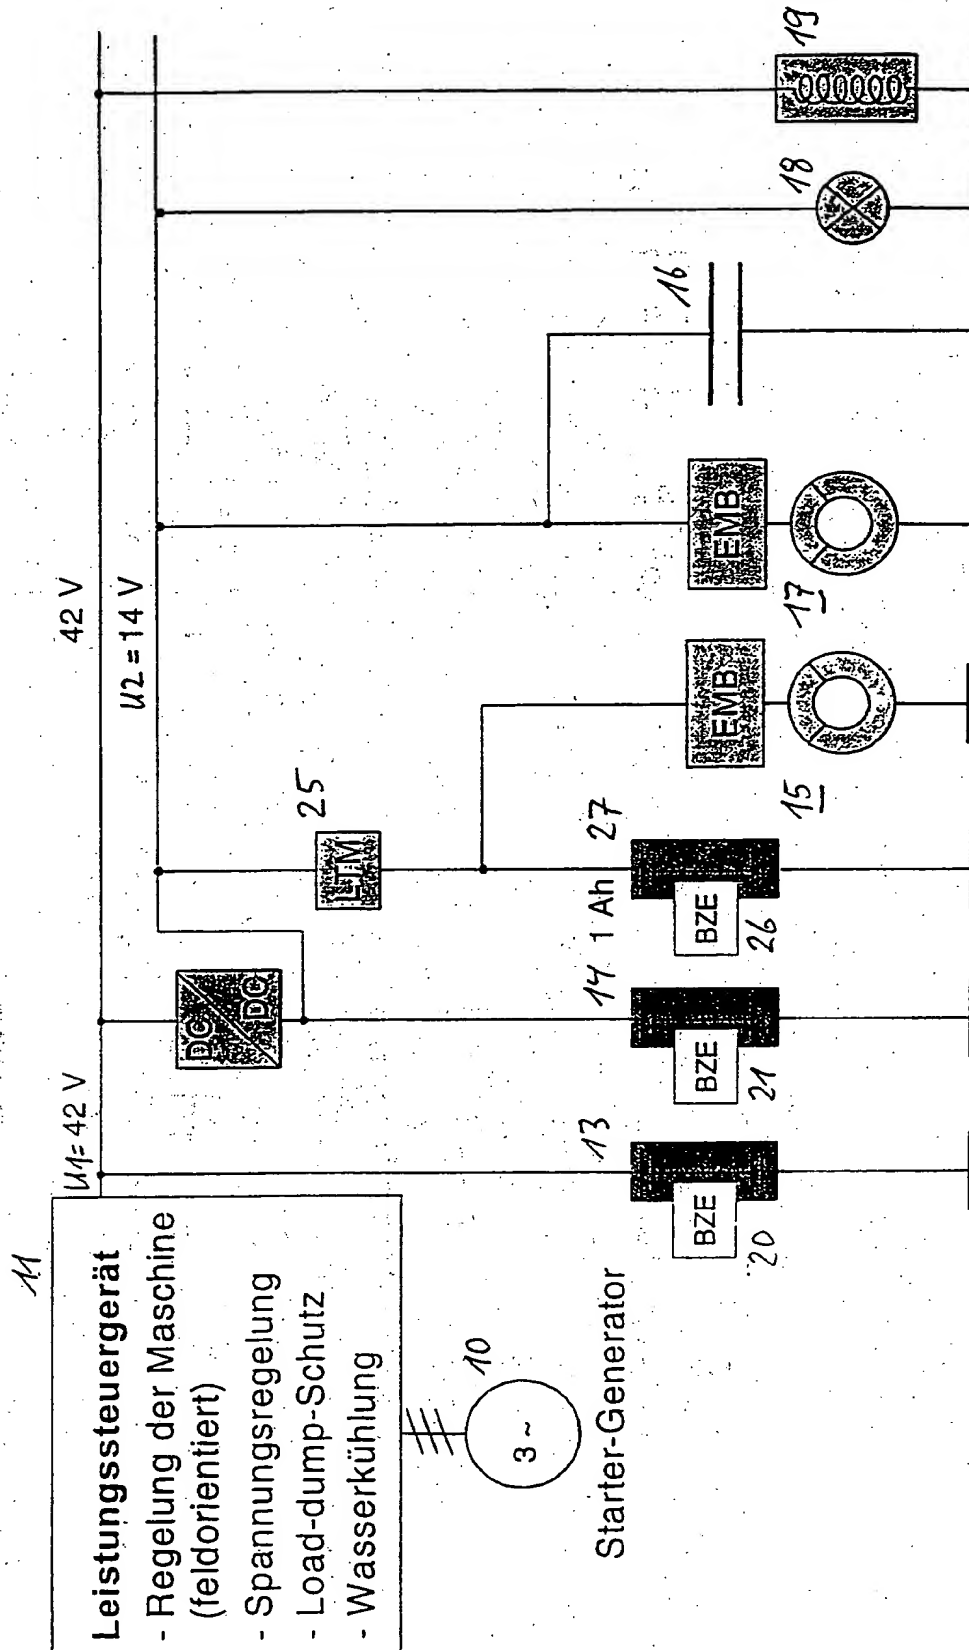 11
Leistungssteuergerät
- Regelung der Maschine
(feldorientiert)
- Spannungsregelung
- Load-dump-Schutz
- Wasserkühlung
3 ~
10
Starter-Generator
U1=42 V
42 V
U2=14 V
DC
DC
LTM
25
13
BZE
20
14
BZE
21
1 Ah
27
BZE
26
EMB
15
EMB
17
16
18
19